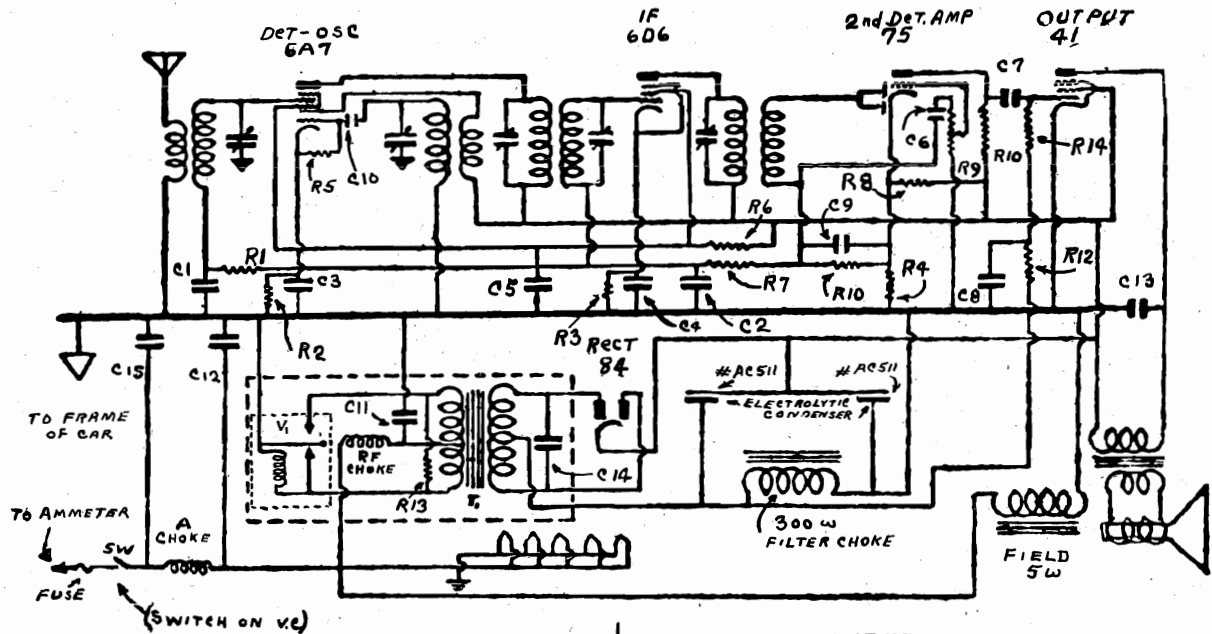 DET-OSC
6A7
IF
6D6
2nd DET. AMP
75
OUTPUT
41
C7
C6
R5
C10
R9
R10
R14
R8
R6
C9
C1
R1
C3
C5
R7
R10
R4
C8
R12
C13
R2
R3
C4
C2
C15
C12
RECT
84
#AC511
#AC511
ELECTROLYTIC
CONDENSER
TO FRAME
OF CAR
V1
C11
RF
CHOKE
R13
T1
C14
300 ω
FILTER CHOKE
FIELD
5 ω
TO AMMETER
A
CHOKE
SW
FUSE
(SWITCH ON V.C)